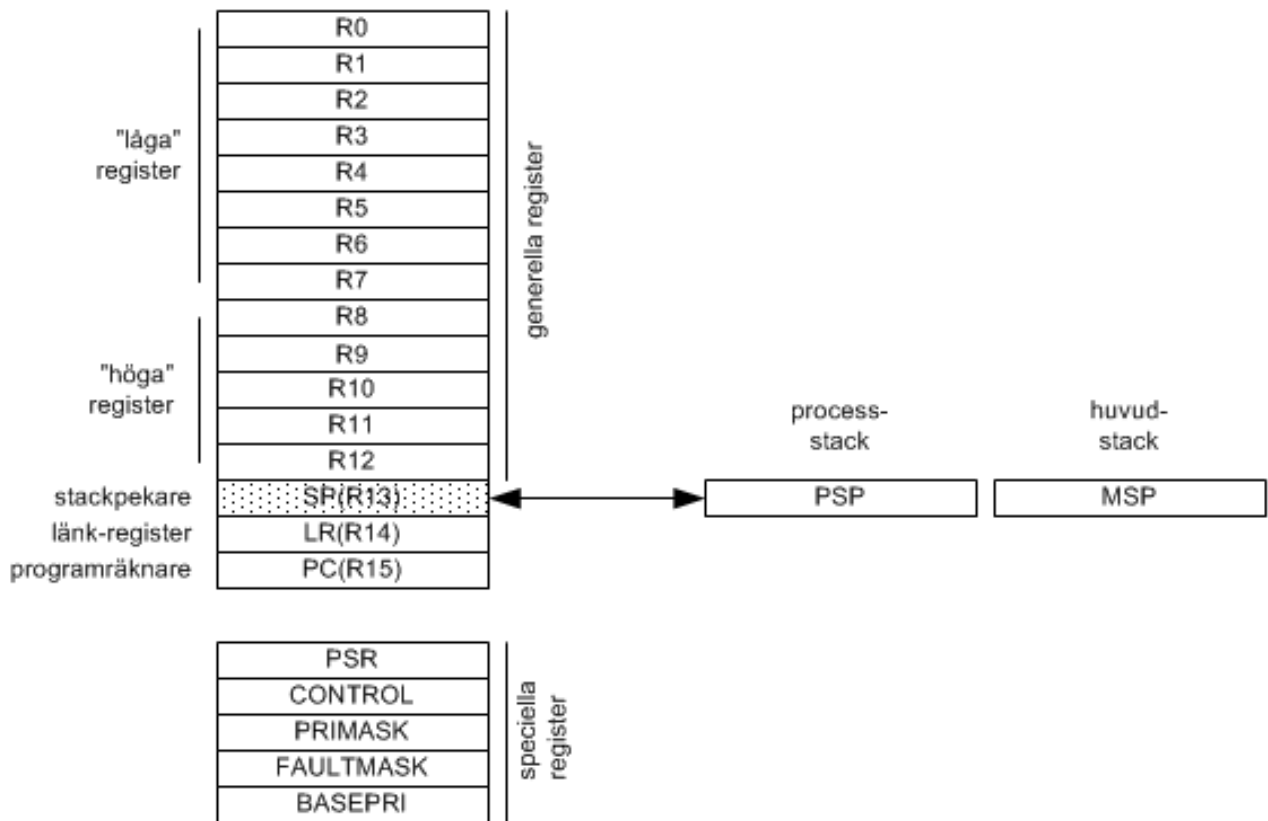 R0
R1
R2
R3
"låga"
register
R4
R5
R6
R7
generella register
R8
R9
"höga"
register
R10
R11
R12
process-
stack
huvud-
stack
stackpekare
SP(R13)
PSP
MSP
länk-register
LR(R14)
programräknare
PC(R15)
PSR
CONTROL
PRIMASK
FAULTMASK
BASEPRI
speciella
register